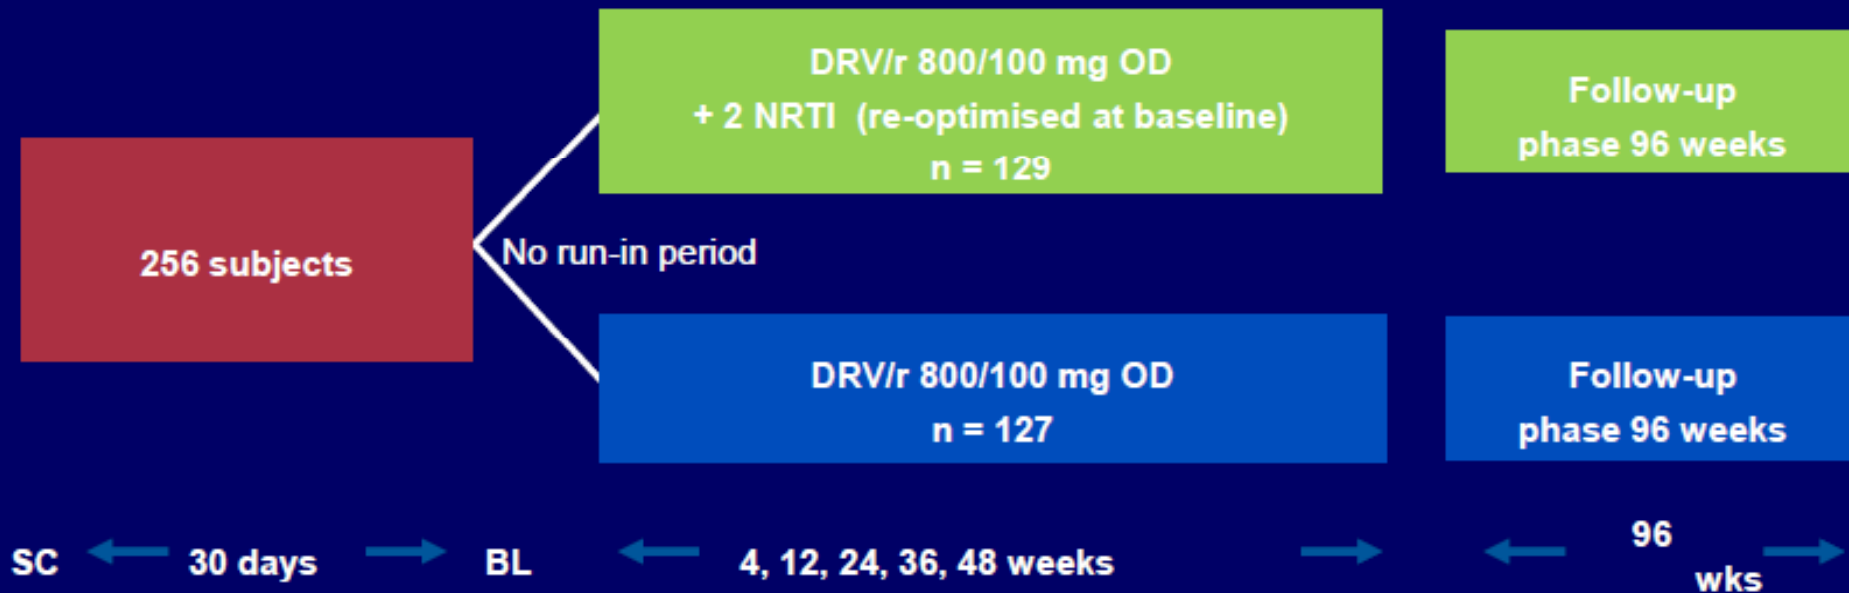 DRV/r 800/100 mg OD
+ 2 NRTI (re-optimised at baseline)
n = 129
Follow-up
phase 96 weeks
256 subjects
No run-in period
DRV/r 800/100 mg OD
n = 127
Follow-up
phase 96 weeks
SC 30 days BL 4, 12, 24, 36, 48 weeks 96
wks